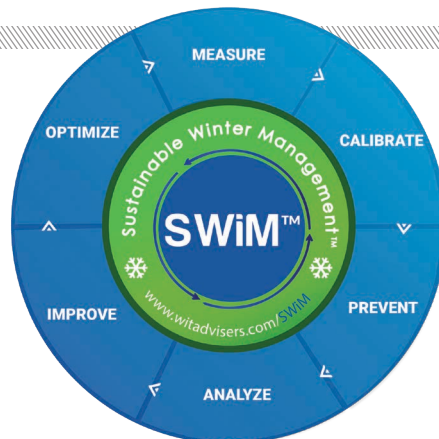 MEASURE
CALIBRATE
PREVENT
ANALYZE
IMPROVE
OPTIMIZE
Sustainable Winter Management™
SWiM™
www.witadvisers.com/SWiM